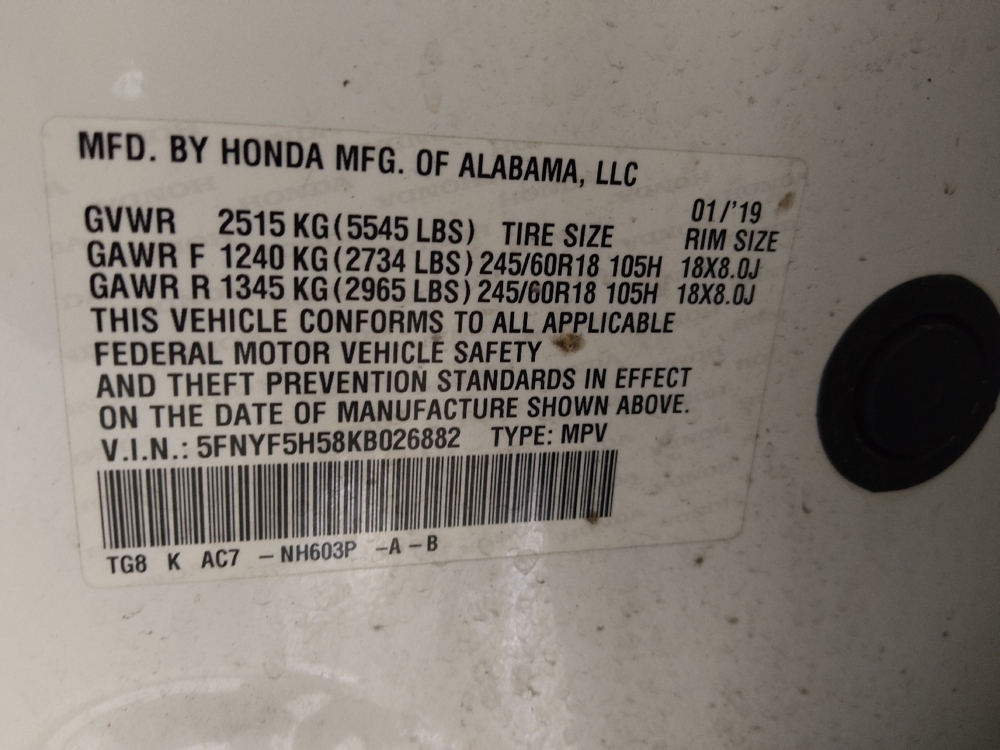 MFD. BY HONDA MFG. OF ALABAMA, LLC
01/'19
GVWR 2515 KG(5545 LBS) TIRE SIZE RIM SIZE
GAWR F 1240 KG(2734 LBS) 245/60R18 105H 18X8.0J
GAWR R 1345 KG(2965 LBS) 245/60R18 105H 18X8.0J
THIS VEHICLE CONFORMS TO ALL APPLICABLE
FEDERAL MOTOR VEHICLE SAFETY
AND THEFT PREVENTION STANDARDS IN EFFECT
ON THE DATE OF MANUFACTURE SHOWN ABOVE.
V.I.N.: 5FNYF5H58KB026882 TYPE: MPV
TG8 K AC7 –NH603P –A –B